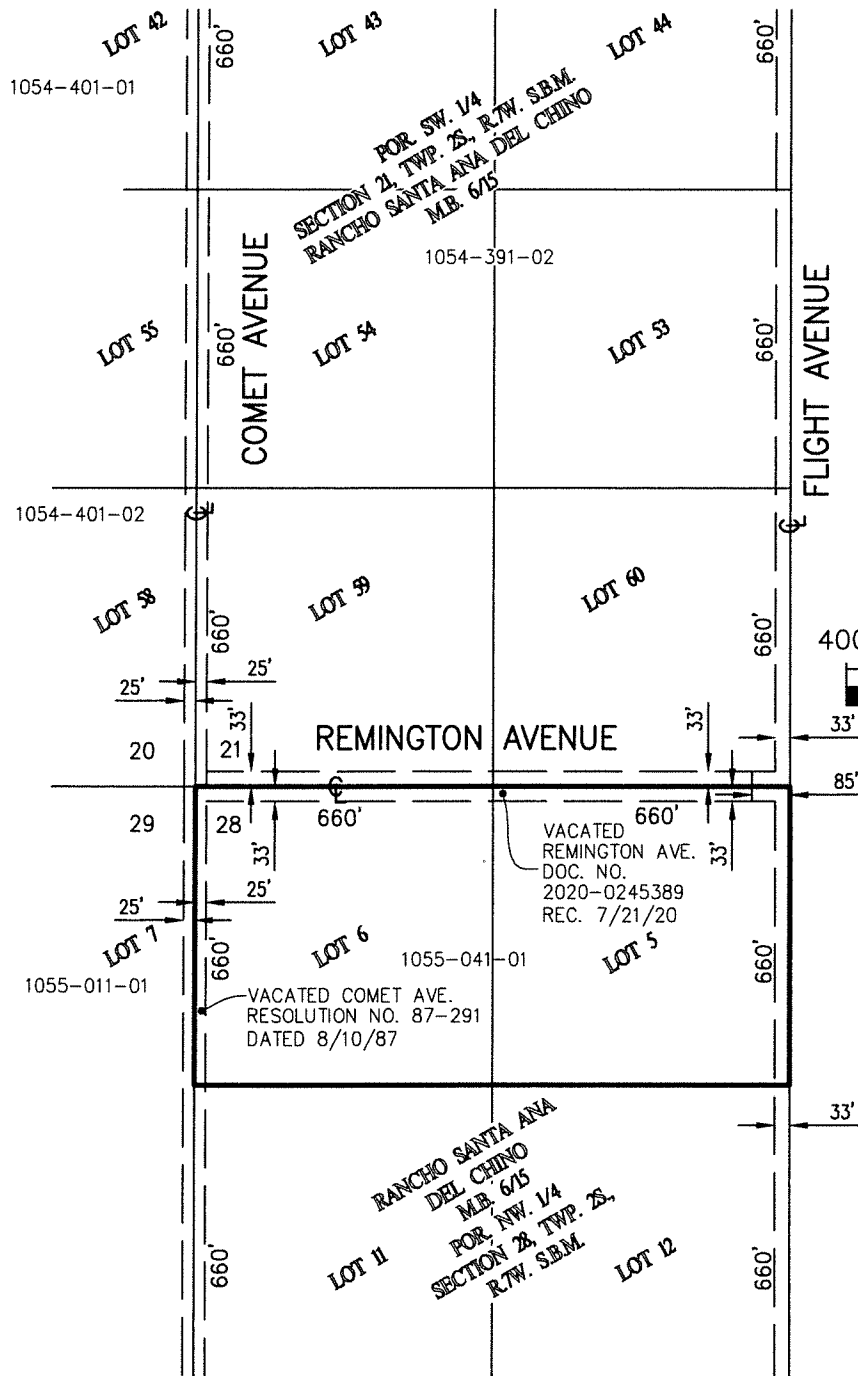 LOT 42
LOT 43
LOT 44
660'
660'
1054-401-01
POR. SW. 1/4
SECTION 21, TWP. 2S., R.7W. S.B.M.
RANCHO SANTA ANA DEL CHINO
M.B. 6/15
1054-391-02
COMET AVENUE
FLIGHT AVENUE
LOT 55
660'
LOT 54
LOT 53
660'
1054-401-02
CL
CL
LOT 58
LOT 59
LOT 60
660'
660'
400
25'
25'
33'
33'
33'
20
21
REMINGTON AVENUE
85'
29
28
CL
660'
660'
33'
33'
VACATED
REMINGTON AVE.
DOC. NO.
2020-0245389
REC. 7/21/20
25'
25'
LOT 7
660'
LOT 6
1055-041-01
LOT 5
660'
1055-011-01
VACATED COMET AVE.
RESOLUTION NO. 87-291
DATED 8/10/87
33'
RANCHO SANTA ANA
DEL CHINO
M.B. 6/15
POR. NW. 1/4
SECTION 28, TWP. 2S.,
R.7W. S.B.M.
660'
LOT 11
LOT 12
660'